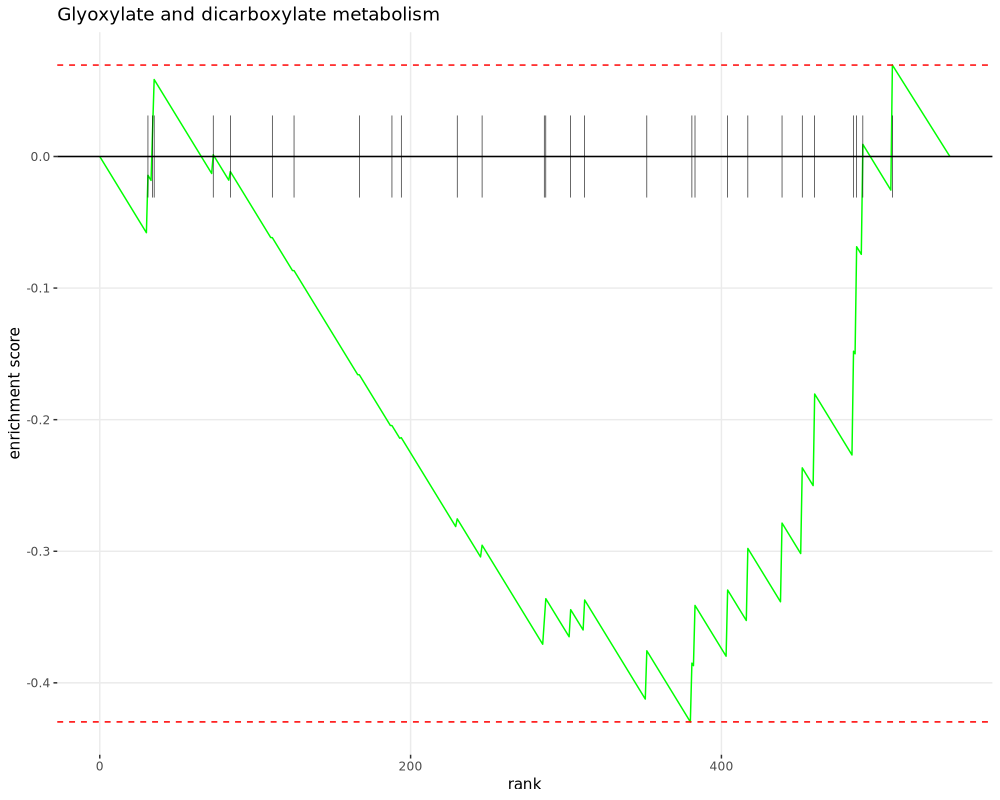 Glyoxylate and dicarboxylate metabolism
0.0
-0.1
-0.2
-0.3
-0.4
enrichment score
0
200
400
rank